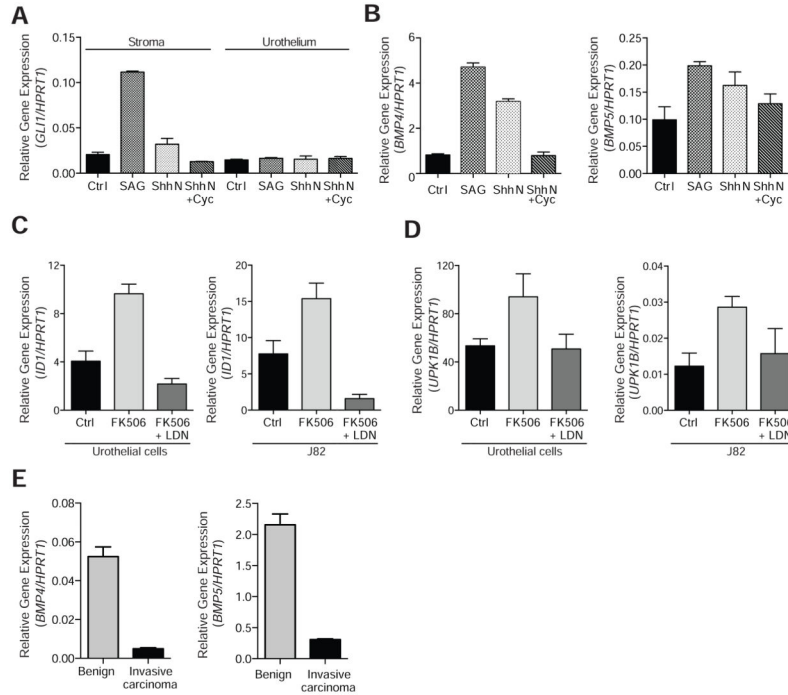 A
Relative Gene Expression
(GLI1/HPRT1)
Stroma
Urothelium
0.15
0.10
0.05
0.00
Ctrl
SAG
ShhN
ShhN
+Cyc
Ctrl
SAG
ShhN
ShhN
+Cyc
B
Relative Gene Expression
(BMP4/HPRT1)
6
4
2
0
Ctrl
SAG
ShhN
ShhN
+Cyc
Relative Gene Expression
(BMP5/HPRT1)
0.25
0.20
0.15
0.10
0.05
0.00
Ctrl
SAG
ShhN
ShhN
+Cyc
C
Relative Gene Expression
(ID1/HPRT1)
12
8
4
0
Ctrl
FK506
FK506
+ LDN
Urothelial cells
Relative Gene Expression
(ID1/HPRT1)
20
15
10
5
0
Ctrl
FK506
FK506
+ LDN
J82
D
Relative Gene Expression
(UPK1B/HPRT1)
120
90
60
30
0
Ctrl
FK506
FK506
+ LDN
Urothelial cells
Relative Gene Expression
(UPK1B/HPRT1)
0.04
0.03
0.02
0.01
0.00
Ctrl
FK506
FK506
+ LDN
J82
E
Relative Gene Expression
(BMP4/HPRT1)
0.08
0.06
0.04
0.02
0.00
Benign
Invasive
carcinoma
Relative Gene Expression
(BMP5/HPRT1)
2.5
2.0
1.5
1.0
0.5
0.0
Benign
Invasive
carcinoma